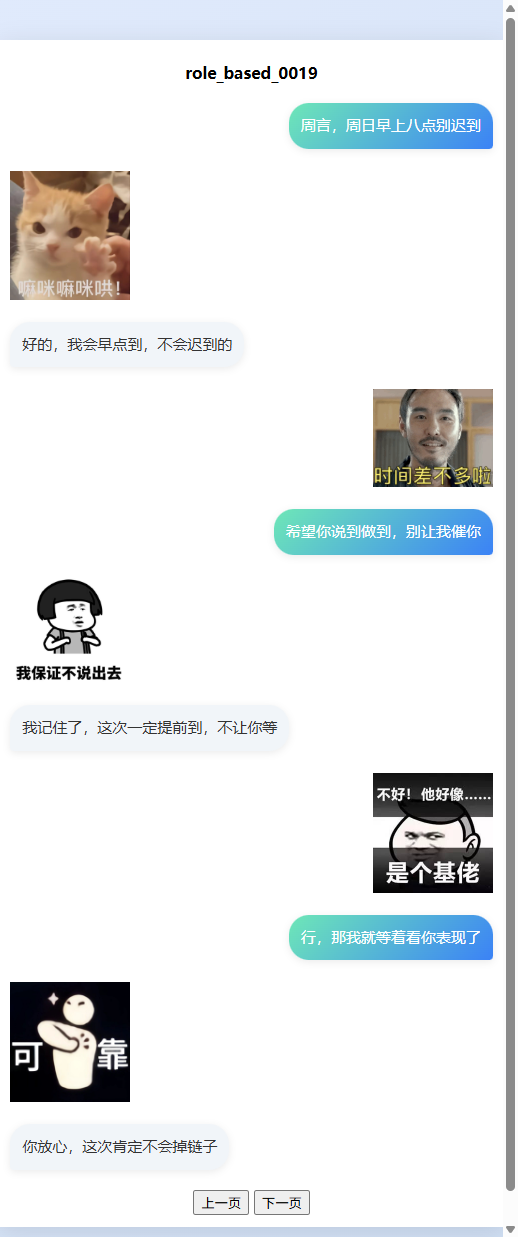 role_based_0019
周言，周日早上八点别迟到
嘛咪嘛咪哄！
好的，我会早点到，不会迟到的
时间差不多啦
希望你说到做到，别让我催你
我保证不说出去
我记住了，这次一定提前到，不让你等
不好！他好像……
是个基佬
行，那我就等着看你表现了
可靠
你放心，这次肯定不会掉链子
上一页 下一页